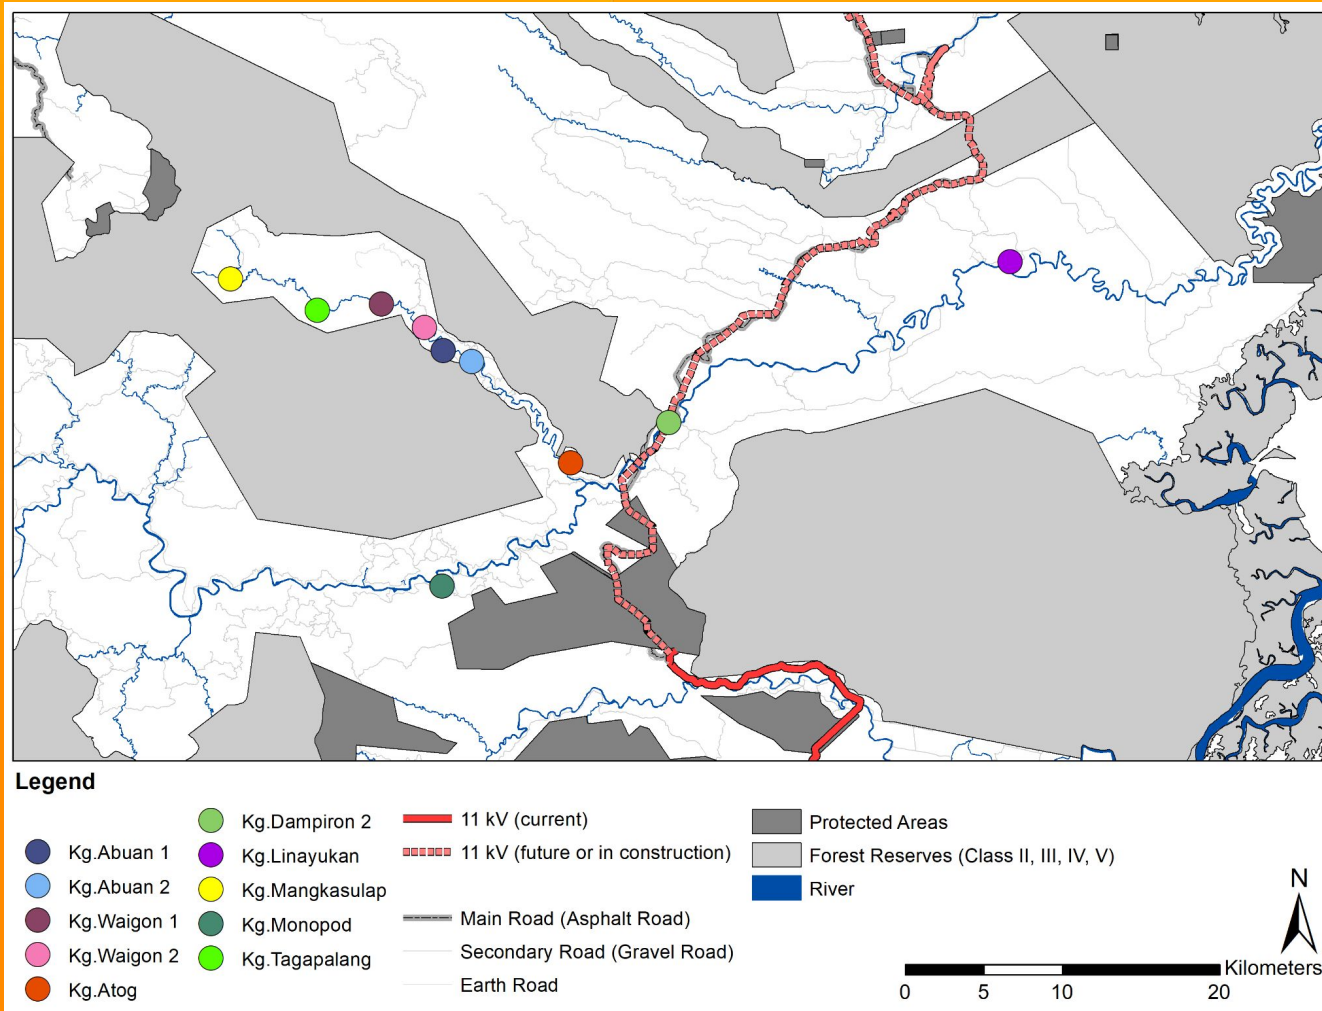 Legend
Kg.Abuan 1
Kg.Abuan 2
Kg.Waigon 1
Kg.Waigon 2
Kg.Atog
Kg.Dampiron 2
Kg.Linayukan
Kg.Mangkasulap
Kg.Monopod
Kg.Tagapalang
11 kV (current)
11 kV (future or in construction)
Main Road (Asphalt Road)
Secondary Road (Gravel Road)
Earth Road
Protected Areas
Forest Reserves (Class II, III, IV, V)
River
N
Kilometers
0 5 10 20